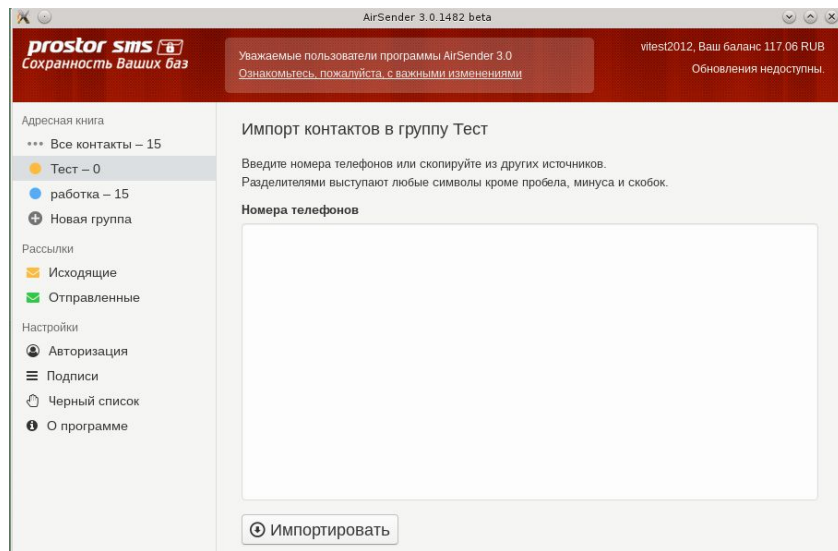 AirSender 3.0.1482 beta
prostor sms
Сохранность Ваших баз
Уважаемые пользователи программы AirSender 3.0
Ознакомьтесь, пожалуйста, с важными изменениями
vitest2012, Ваш баланс 117.06 RUB
Обновления недоступны.
Адресная книга
Все контакты – 15
Тест – 0
работка – 15
Новая группа
Рассылки
Исходящие
Отправленные
Настройки
Авторизация
Подписи
Черный список
О программе
Импорт контактов в группу Тест
Введите номера телефонов или скопируйте из других источников.
Разделителями выступают любые символы кроме пробела, минуса и скобок.
Номера телефонов
Импортировать